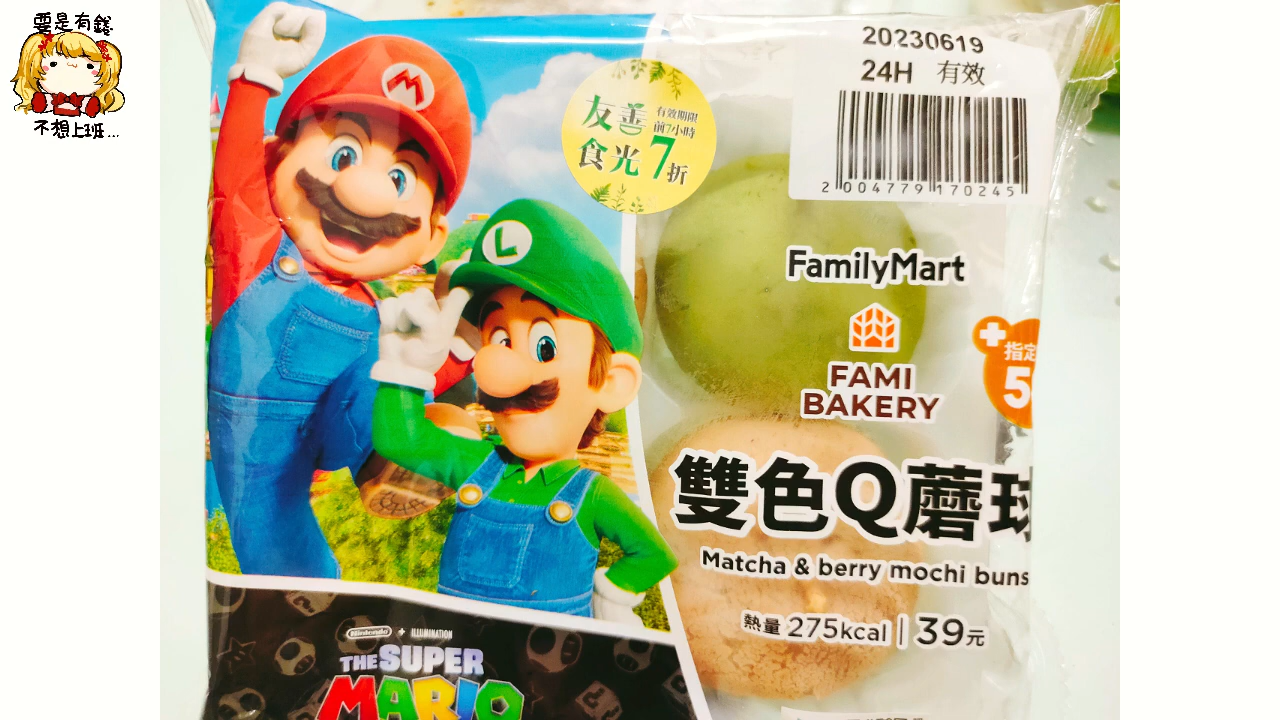 要是有錢
不想上班...
20230619
24H 有效
2 004779 170245
友善
食光
有效期限
前7小時
7折
FamilyMart
FAMI
BAKERY
指定
5
雙色Q蘑球
Matcha & berry mochi buns
熱量 275kcal | 39元
Nintendo + ILLUMINATION
THE SUPER
MARIO
M
L